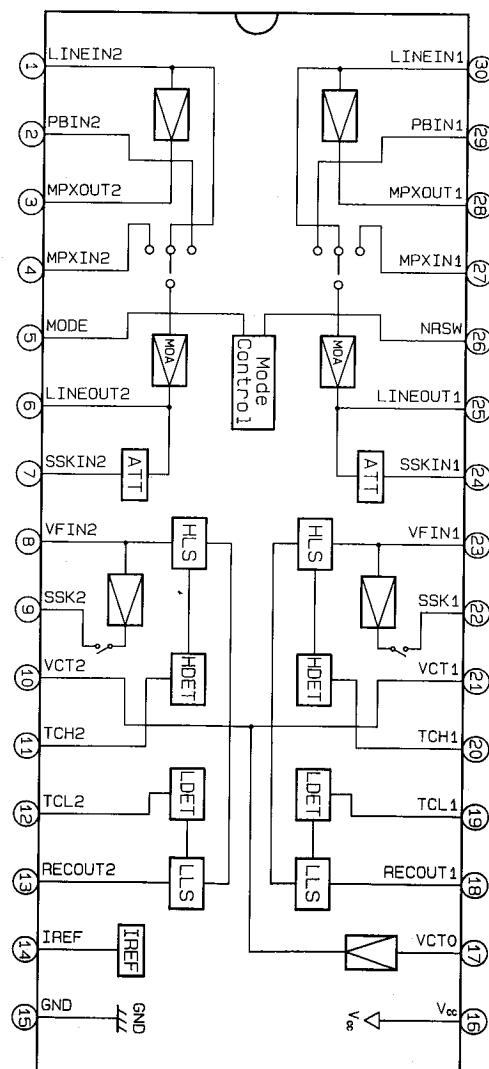 1 LINEIN2 LINEIN1 30
2 PBIN2 PBIN1 29
3 MPXOUT2 MPXOUT1 28
4 MPXIN2 MPXIN1 27
5 MODE NRSW 26
MOA Mode Control MOA
6 LINEOUT2 LINEOUT1 25
7 SSKIN2 ATT ATT SSKIN1 24
8 VFIN2 HLS HLS VFIN1 23
9 SSK2 SSK1 22
10 VCT2 HDET HDET VCT1 21
11 TCH2 TCH1 20
12 TCL2 LDET LDET TCL1 19
13 RECOUT2 LLS LLS RECOUT1 18
14 IREF IREF VCTO 17
15 GND GND Vcc Vcc 16